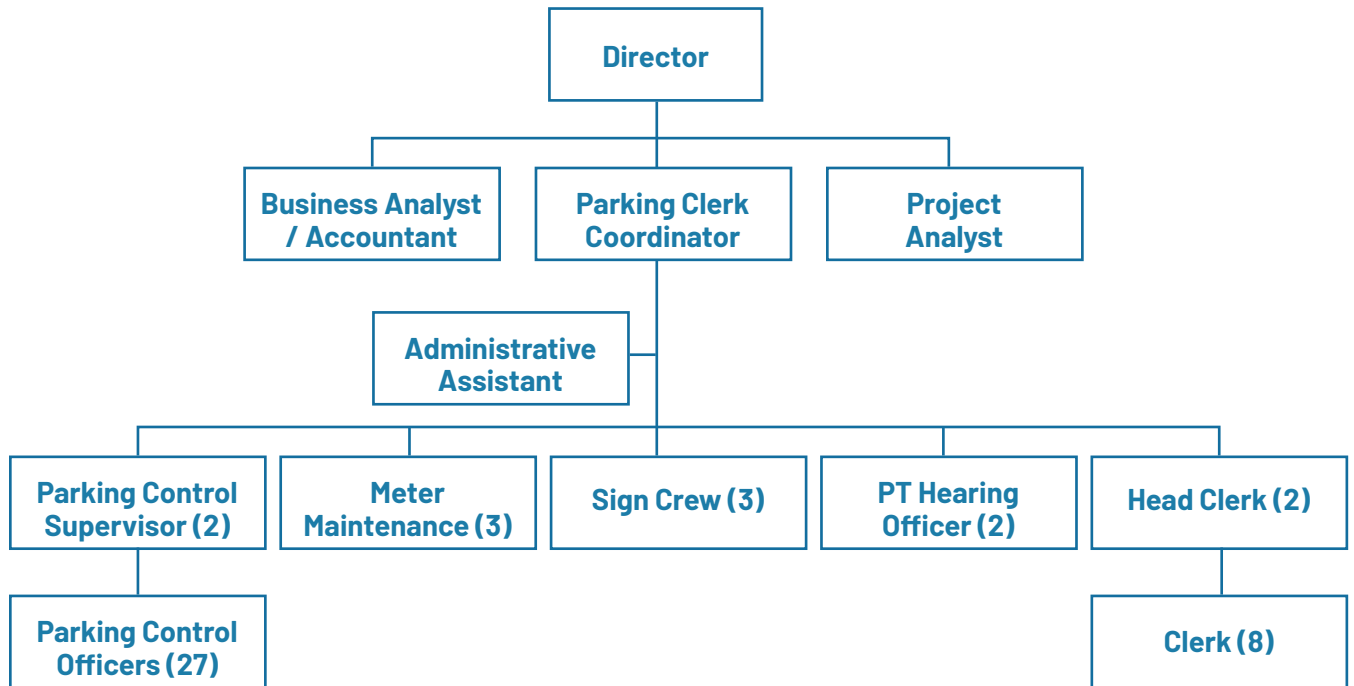 Director
Business Analyst
/ Accountant
Parking Clerk
Coordinator
Project
Analyst
Administrative
Assistant
Parking Control
Supervisor (2)
Meter
Maintenance (3)
Sign Crew (3)
PT Hearing
Officer (2)
Head Clerk (2)
Parking Control
Officers (27)
Clerk (8)